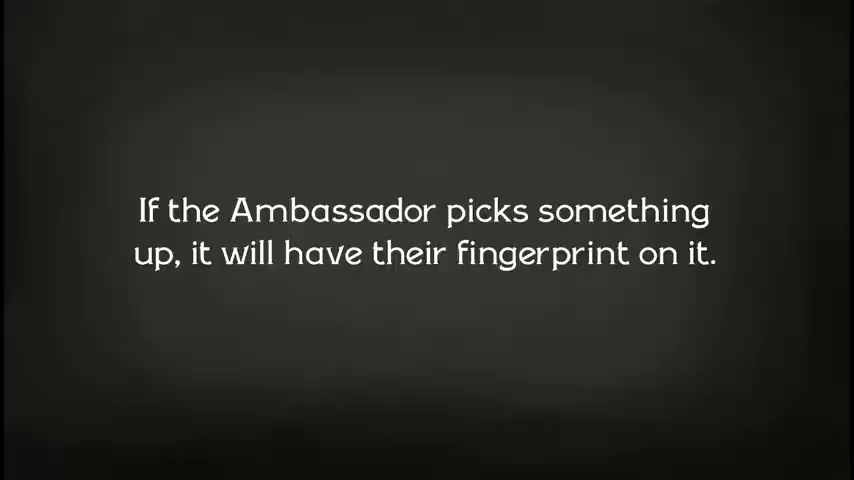 If the Ambassador picks something
up, it will have their fingerprint on it.